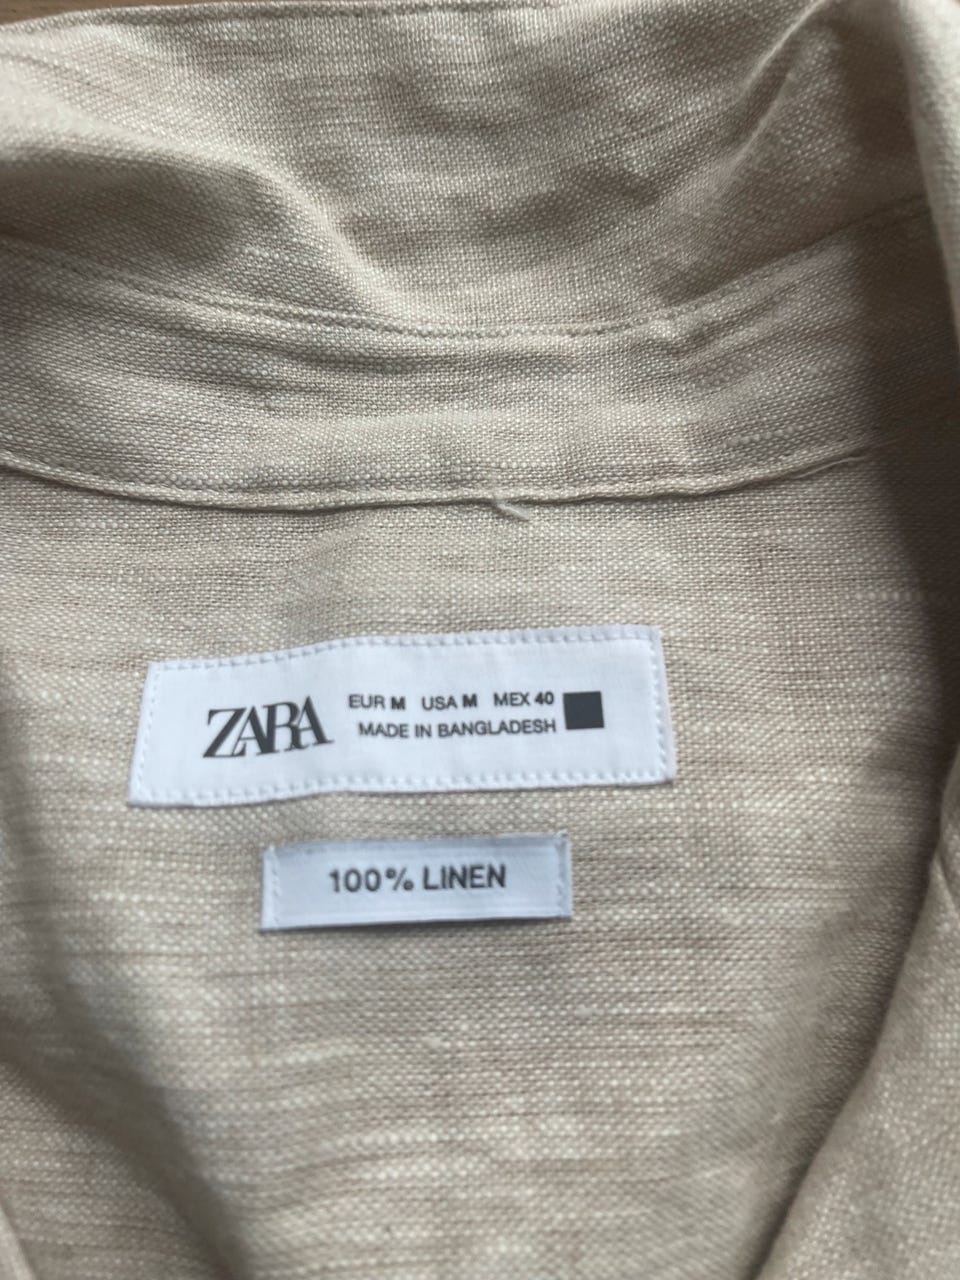 ZARA
EUR M USA M MEX 40
MADE IN BANGLADESH
100% LINEN